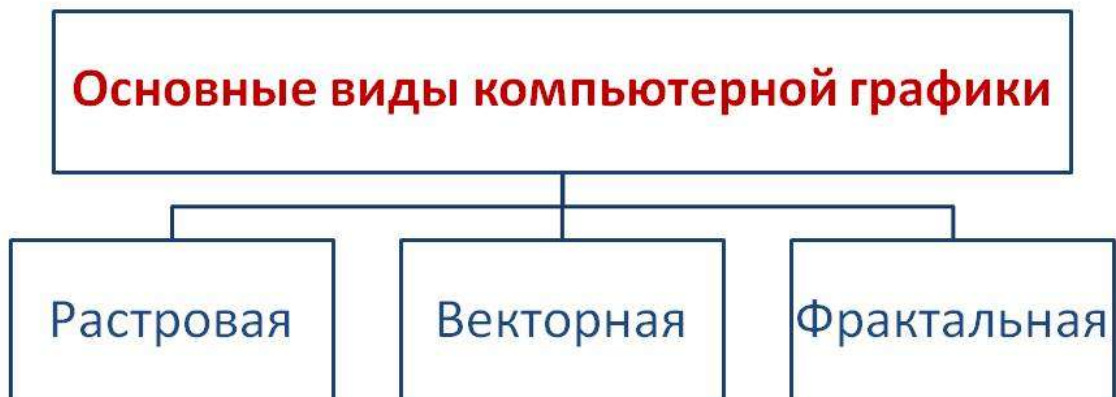 Основные виды компьютерной графики
Растровая
Векторная
Фрактальная